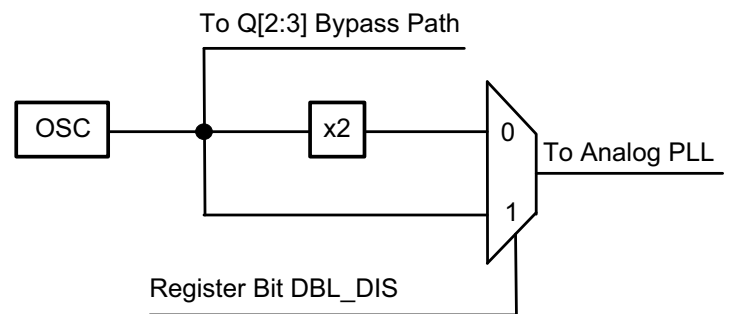 To Q[2:3] Bypass Path
OSC
x2
0
To Analog PLL
1
Register Bit DBL_DIS